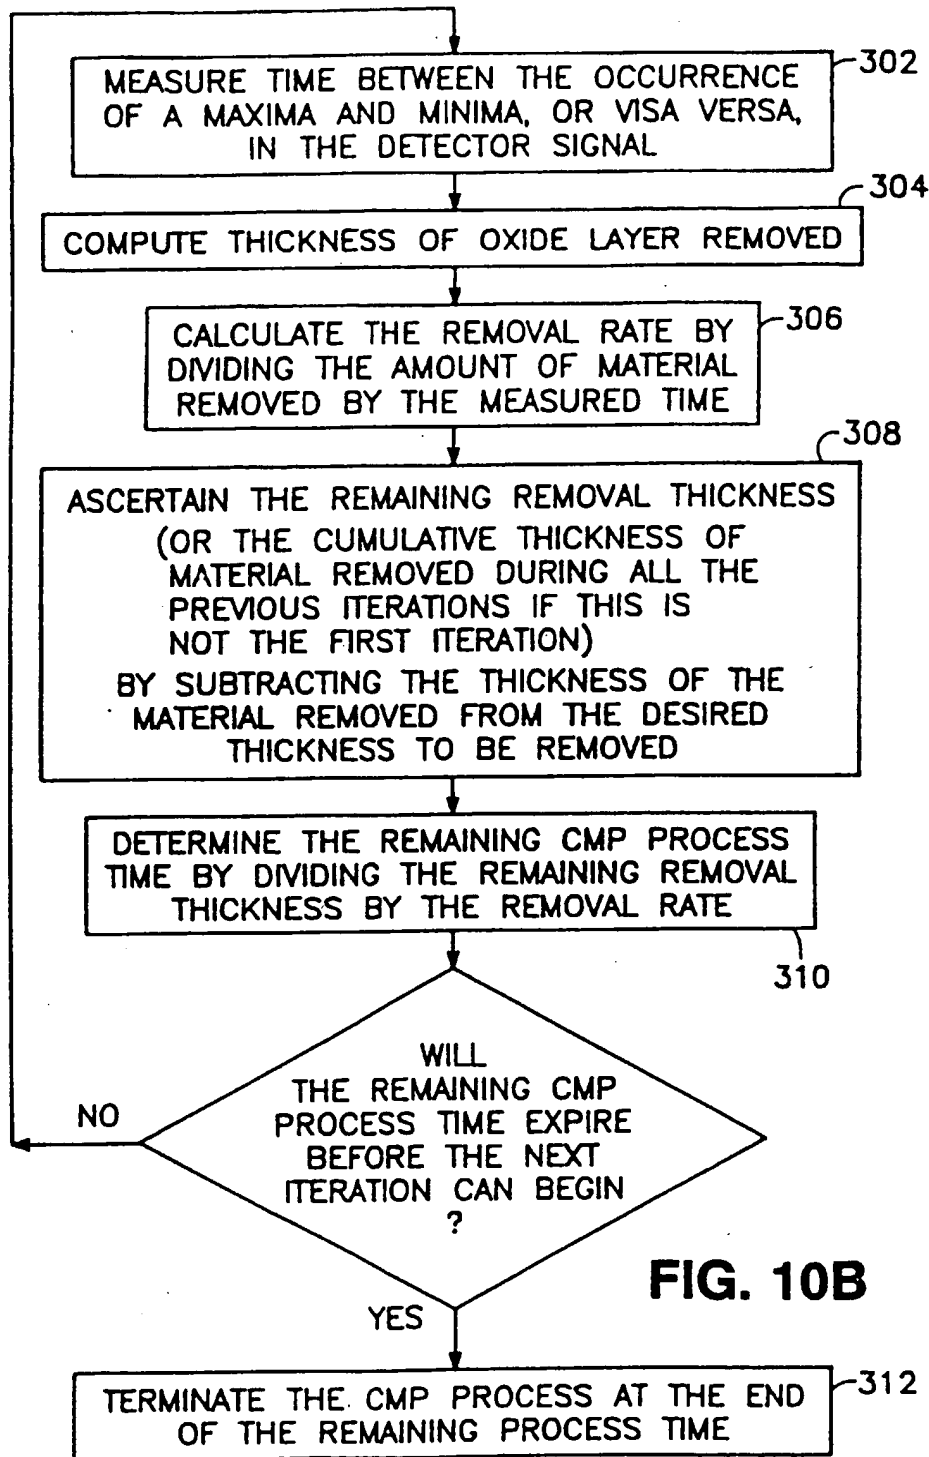 MEASURE TIME BETWEEN THE OCCURRENCE
OF A MAXIMA AND MINIMA, OR VISA VERSA,
IN THE DETECTOR SIGNAL
302
304
COMPUTE THICKNESS OF OXIDE LAYER REMOVED
306
CALCULATE THE REMOVAL RATE BY
DIVIDING THE AMOUNT OF MATERIAL
REMOVED BY THE MEASURED TIME
308
ASCERTAIN THE REMAINING REMOVAL THICKNESS
(OR THE CUMULATIVE THICKNESS OF
MATERIAL REMOVED DURING ALL THE
PREVIOUS ITERATIONS IF THIS IS
NOT THE FIRST ITERATION)
BY SUBTRACTING THE THICKNESS OF THE
MATERIAL REMOVED FROM THE DESIRED
THICKNESS TO BE REMOVED
DETERMINE THE REMAINING CMP PROCESS
TIME BY DIVIDING THE REMAINING REMOVAL
THICKNESS BY THE REMOVAL RATE
310
WILL
THE REMAINING CMP
PROCESS TIME EXPIRE
BEFORE THE NEXT
ITERATION CAN BEGIN
?
NO
FIG. 10B
YES
312
TERMINATE THE CMP PROCESS AT THE END
OF THE REMAINING PROCESS TIME